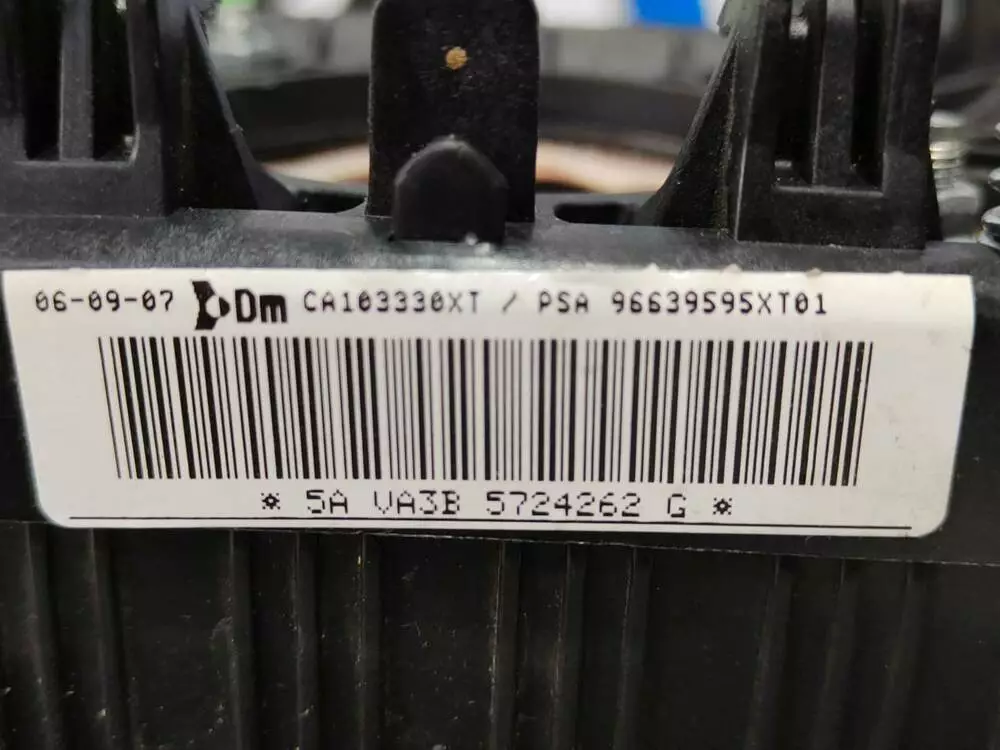 06-09-07 Dm CA103330XT / PSA 96639595XT01
* 5A VA3B 5724262 G *